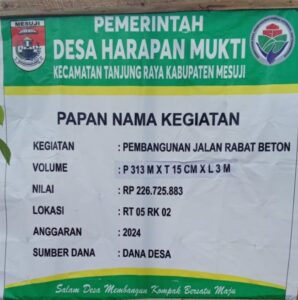 MESUJI
PEMERINTAH
DESA HARAPAN MUKTI
KECAMATAN TANJUNG RAYA KABUPATEN MESUJI
PAPAN NAMA KEGIATAN
KEGIATAN : PEMBANGUNAN JALAN RABAT BETON
VOLUME : P 313 M X T 15 CM X L 3 M
NILAI : RP 226.725.883
LOKASI : RT 05 RK 02
ANGGARAN : 2024
SUMBER DANA : DANA DESA
Salam Desa Membangun Kompak Bersatu Maju